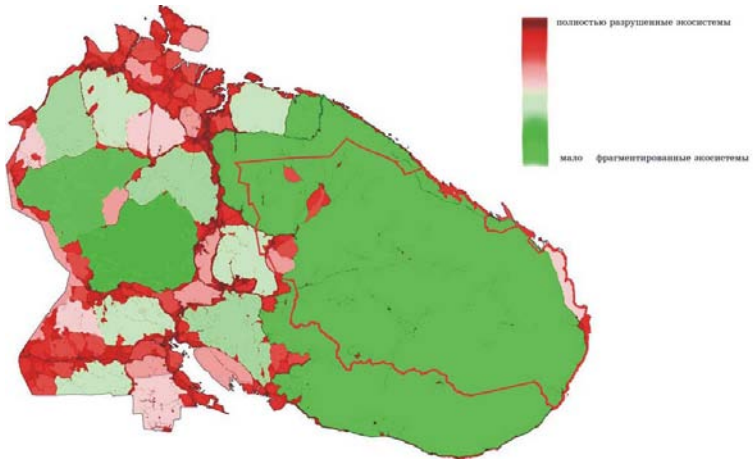 полностью разрушенные экосистемы
мало фрагментированные экосистемы